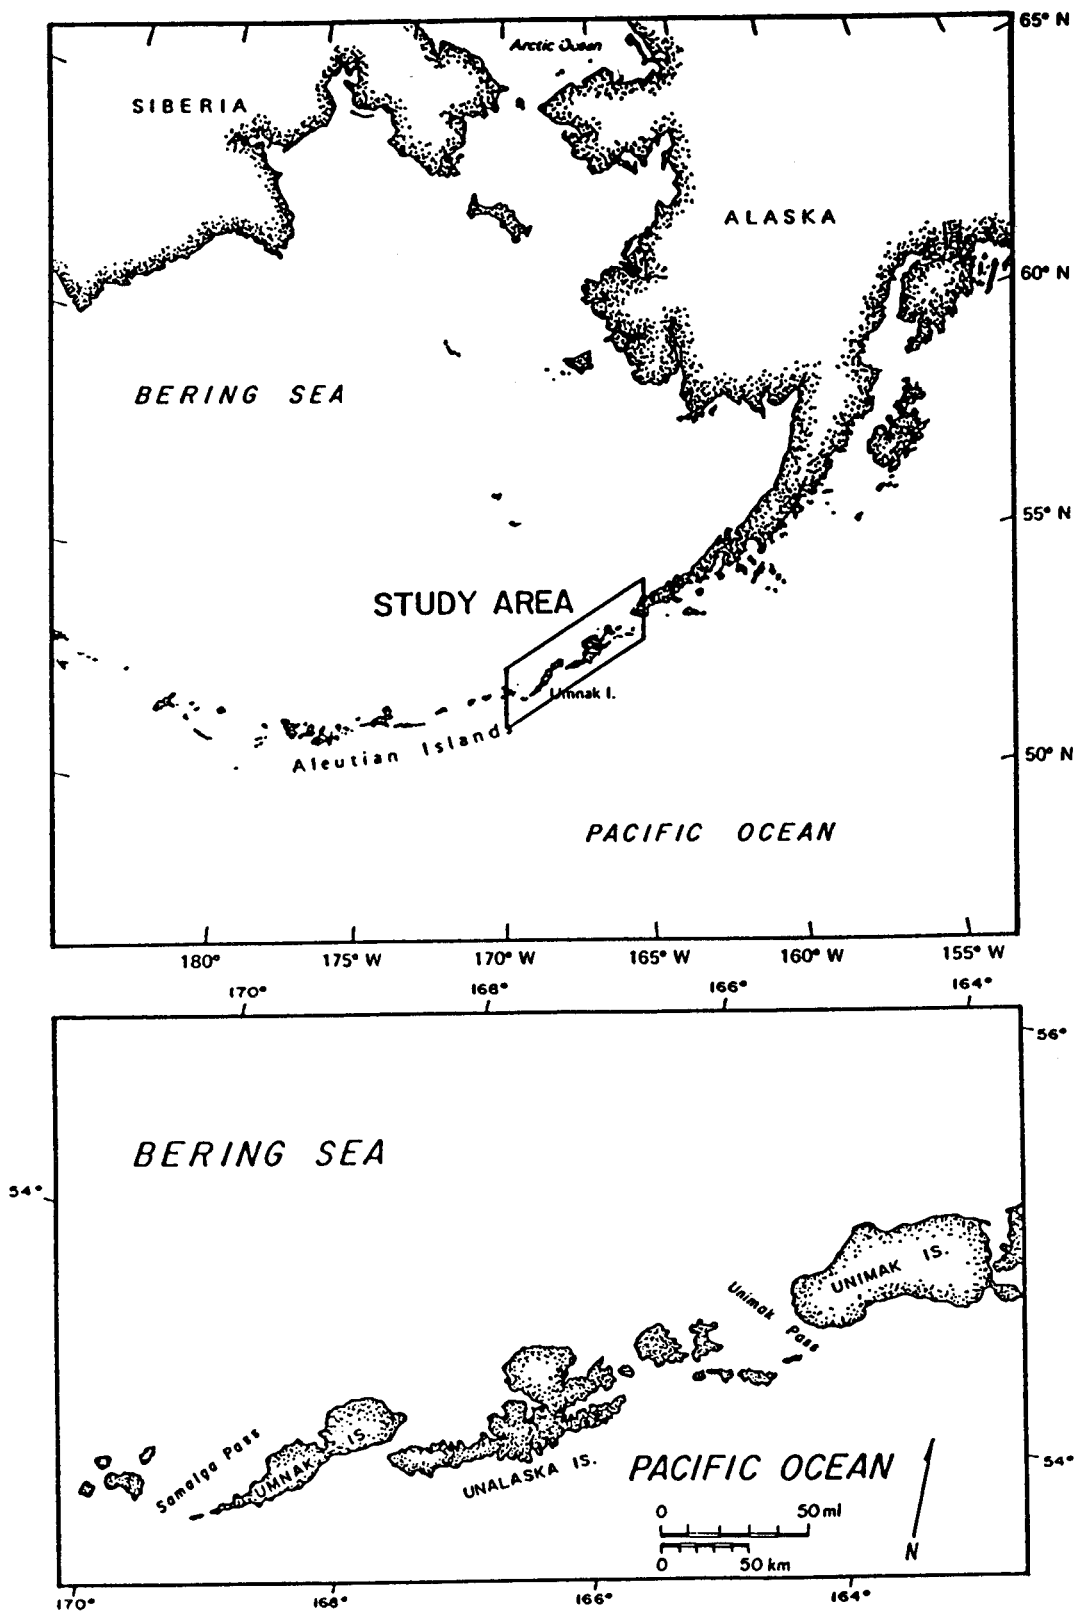 65° N
Arctic Ocean
SIBERIA
ALASKA
60° N
BERING SEA
55° N
STUDY AREA
Umnak I.
Aleutian Islands
50° N
PACIFIC OCEAN
180° 175° W 170° W 165° W 160° W 155° W
170° 168° 166° 164°
56°
BERING SEA
54°
UNIMAK IS.
Unimak Pass
Samalga Pass
UMNAK IS.
UNALASKA IS.
PACIFIC OCEAN
54°
0 50 mi
0 50 km
N
170° 168° 166° 164°